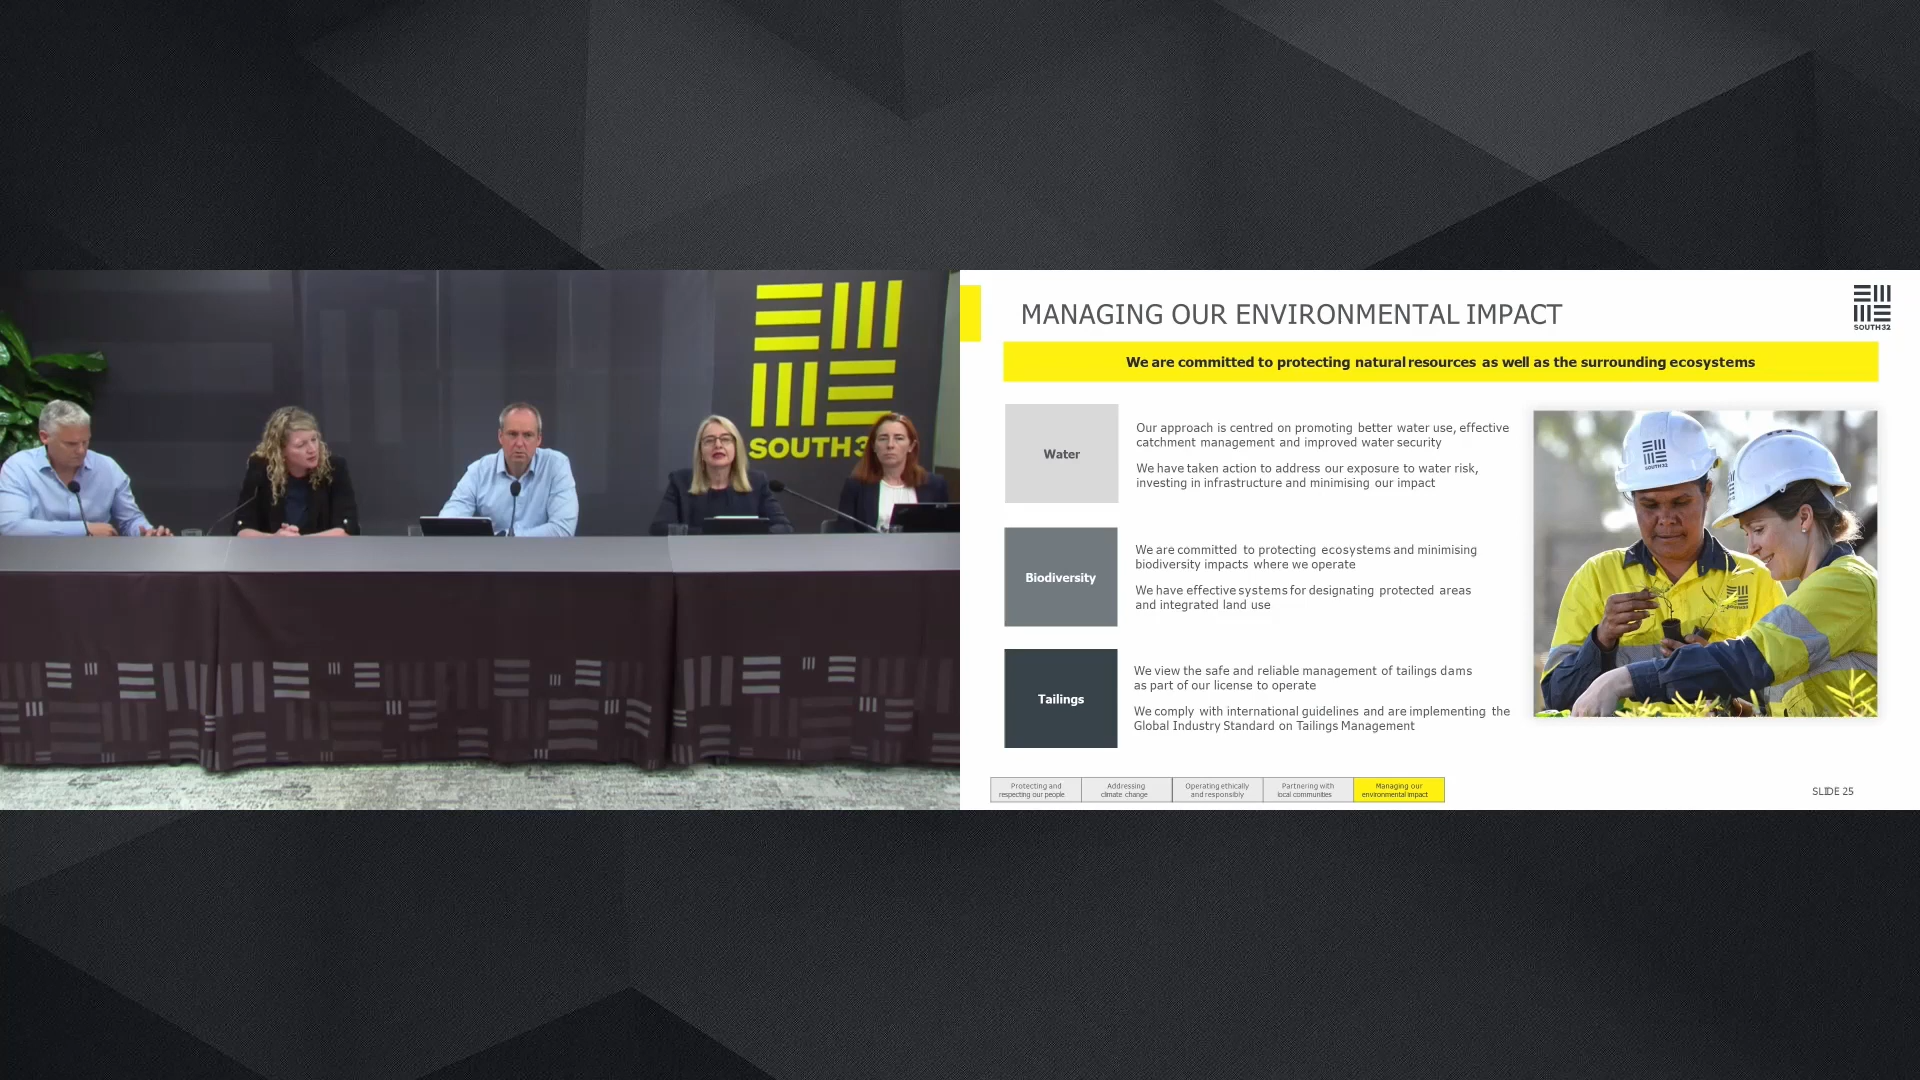 SOUTH32
MANAGING OUR ENVIRONMENTAL IMPACT
SOUTH32
We are committed to protecting natural resources as well as the surrounding ecosystems
Water
Our approach is centred on promoting better water use, effective
catchment management and improved water security
We have taken action to address our exposure to water risk,
investing in infrastructure and minimising our impact
Biodiversity
We are committed to protecting ecosystems and minimising
biodiversity impacts where we operate
We have effective systems for designating protected areas
and integrated land use
Tailings
We view the safe and reliable management of tailings dams
as part of our license to operate
We comply with international guidelines and are implementing the
Global Industry Standard on Tailings Management
SOUTH32
SOUTH32
Protecting and
respecting our people
Addressing
climate change
Operating ethically
and responsibly
Partnering with
local communities
Managing our
environmental impact
SLIDE 25